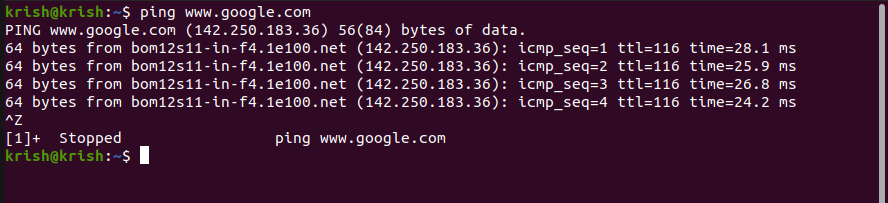 krish@krish:~$ ping www.google.com
PING www.google.com (142.250.183.36) 56(84) bytes of data.
64 bytes from bom12s11-in-f4.1e100.net (142.250.183.36): icmp_seq=1 ttl=116 time=28.1 ms
64 bytes from bom12s11-in-f4.1e100.net (142.250.183.36): icmp_seq=2 ttl=116 time=25.9 ms
64 bytes from bom12s11-in-f4.1e100.net (142.250.183.36): icmp_seq=3 ttl=116 time=26.8 ms
64 bytes from bom12s11-in-f4.1e100.net (142.250.183.36): icmp_seq=4 ttl=116 time=24.2 ms
^Z
[1]+  Stopped                 ping www.google.com
krish@krish:~$